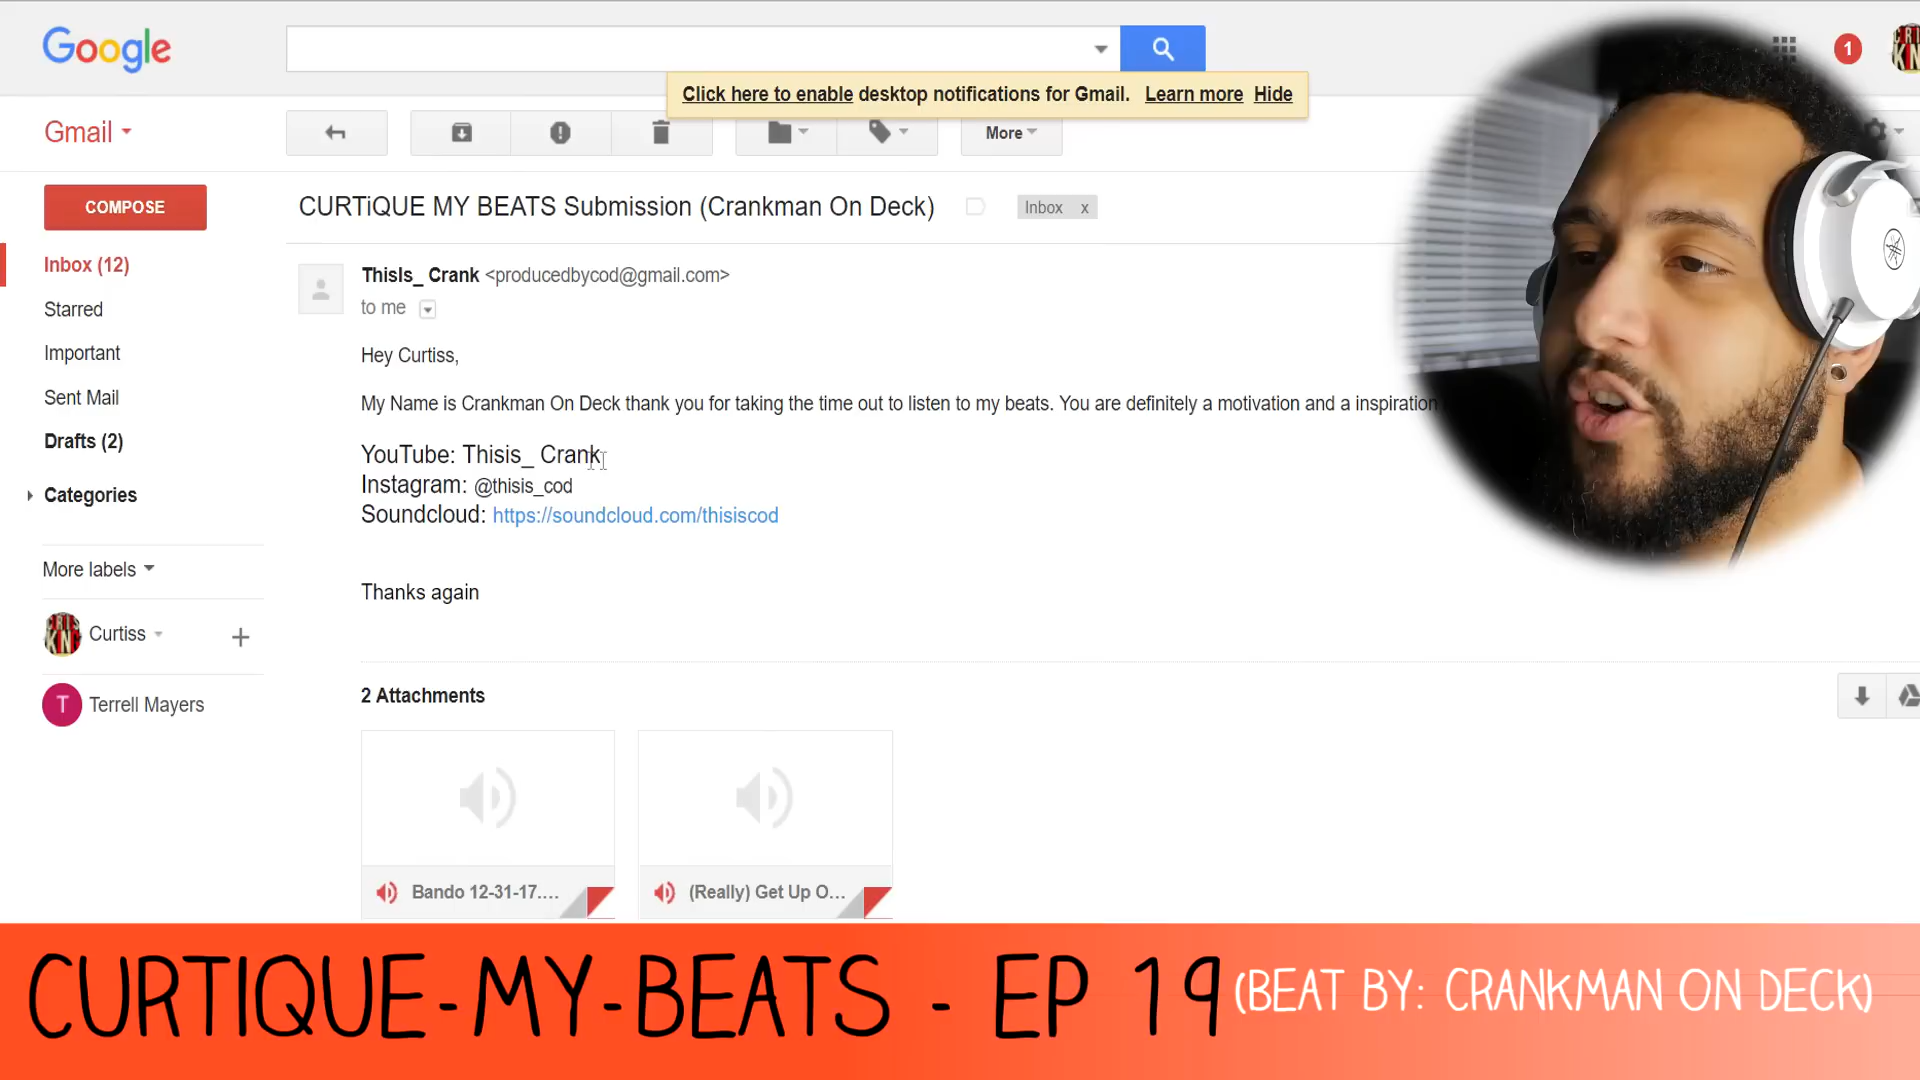 Google
Click here to enable desktop notifications for Gmail. Learn more Hide
1
Gmail
More
COMPOSE
CURTiQUE MY BEATS Submission (Crankman On Deck)
Inbox x
Inbox (12)
ThisIs_ Crank <producedbycod@gmail.com>
Starred
to me
Important
Hey Curtiss,
Sent Mail
My Name is Crankman On Deck thank you for taking the time out to listen to my beats. You are definitely a motivation and a inspiration
Drafts (2)
YouTube: Thisis_ Crank
Instagram: @thisis_cod
Categories
Soundcloud: https://soundcloud.com/thisiscod
More labels
Thanks again
Curtiss
2 Attachments
T Terrell Mayers
Bando 12-31-17....
(Really) Get Up O...
CURTIQUE-MY-BEATS - EP 19 (BEAT BY: CRANKMAN ON DECK)